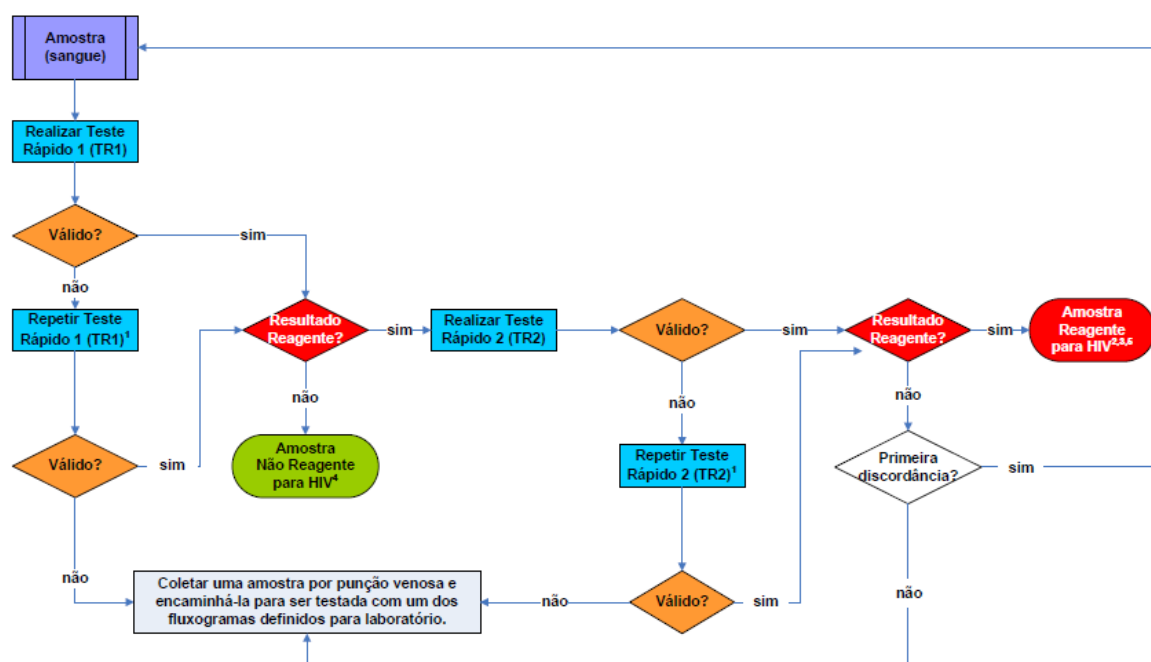 Amostra
(sangue)
Realizar Teste
Rápido 1 (TR1)
Válido?
sim
não
Repetir Teste
Rápido 1 (TR1)¹
Resultado
Reagente?
sim
Realizar Teste
Rápido 2 (TR2)
Válido?
sim
Resultado
Reagente?
sim
Amostra
Reagente
para HIV²,³,⁵
não
não
não
Válido?
sim
Amostra
Não Reagente
para HIV⁴
Repetir Teste
Rápido 2 (TR2)¹
Primeira
discordância?
sim
não
Coletar uma amostra por punção venosa e
encaminhá-la para ser testada com um dos
fluxogramas definidos para laboratório.
não
Válido?
sim
não